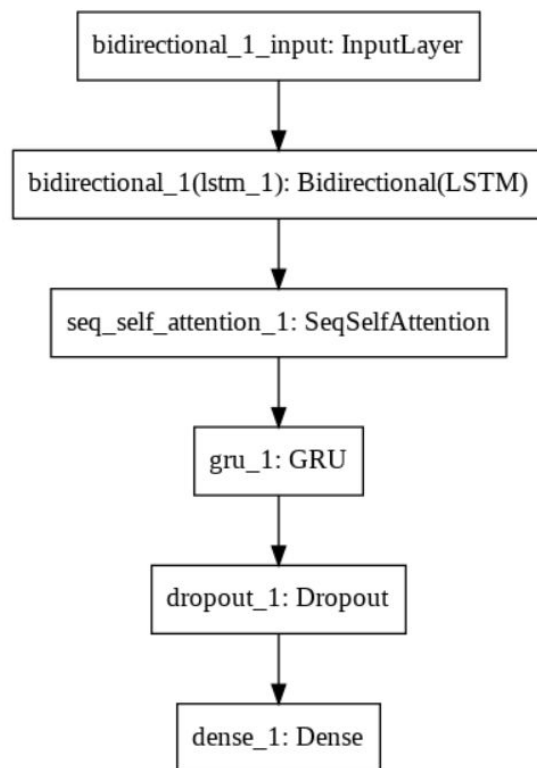 bidirectional_1_input: InputLayer
bidirectional_1(lstm_1): Bidirectional(LSTM)
seq_self_attention_1: SeqSelfAttention
gru_1: GRU
dropout_1: Dropout
dense_1: Dense